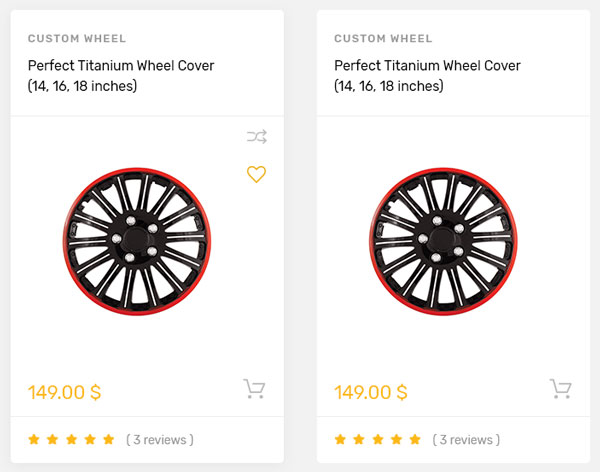 CUSTOM WHEEL
Perfect Titanium Wheel Cover
(14, 16, 18 inches)
149.00 $
( 3 reviews )
CUSTOM WHEEL
Perfect Titanium Wheel Cover
(14, 16, 18 inches)
149.00 $
( 3 reviews )